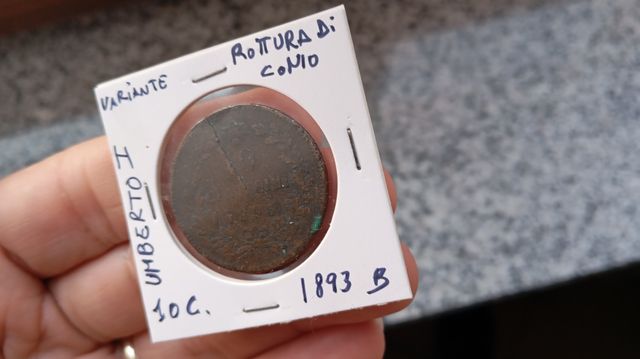 VARIANTE
ROTTURA Di
CONIO
UMBERTO I
10 C.
1893 B